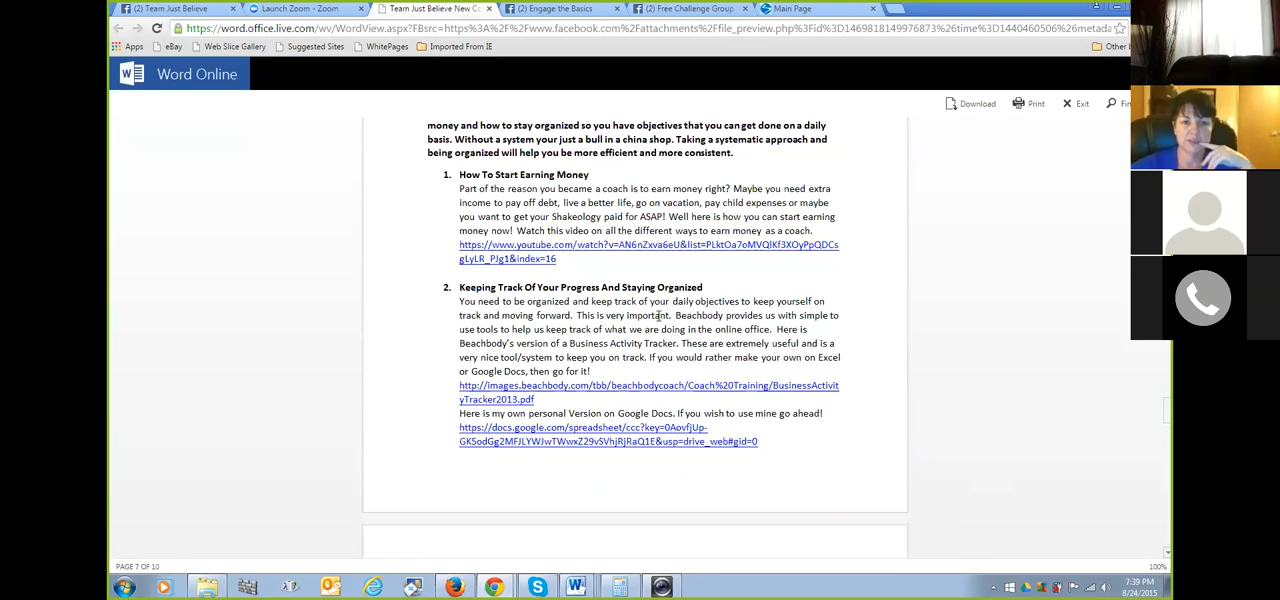 (2) Team Just Believe
Launch Zoom - Zoom
Team Just Believe New Co
(2) Engage the Basics
(2) Free Challenge Group
Main Page
https://word.office.live.com/wv/WordView.aspx?FBsrc=https%3A%2F%2Fwww.facebook.com%2Fattachments%2Ffile_preview.php%3Fid%3D1469818149976873%26time%3D1440460506%26metada
Apps
eBay
Web Slice Gallery
Suggested Sites
WhitePages
Imported From IE
Other
Word Online
Download
Print
Exit
Fin
money and how to stay organized so you have objectives that you can get done on a daily
basis. Without a system your just a bull in a china shop. Taking a systematic approach and
being organized will help you be more efficient and more consistent.
1. How To Start Earning Money
Part of the reason you became a coach is to earn money right? Maybe you need extra
income to pay off debt, live a better life, go on vacation, pay child expenses or maybe
you want to get your Shakeology paid for ASAP! Well here is how you can start earning
money now! Watch this video on all the different ways to earn money as a coach.
https://www.youtube.com/watch?v=AN6nZxva6eU&list=PLktOa7oMVQlKf3XOyPpQDCs
gLyLR_PJg1&index=16
2. Keeping Track Of Your Progress And Staying Organized
You need to be organized and keep track of your daily objectives to keep yourself on
track and moving forward. This is very important. Beachbody provides us with simple to
use tools to help us keep track of what we are doing in the online office. Here is
Beachbody's version of a Business Activity Tracker. These are extremely useful and is a
very nice tool/system to keep you on track. If you would rather make your own on Excel
or Google Docs, then go for it!
http://images.beachbody.com/tbb/beachbodycoach/Coach%20Training/BusinessActivit
yTracker2013.pdf
Here is my own personal Version on Google Docs. If you wish to use mine go ahead!
https://docs.google.com/spreadsheet/ccc?key=0AovfjUp-
GK5odGg2MFJLYWJwTWwxZ29vSVhjRjRaQ1E&usp=drive_web#gid=0
PAGE 7 OF 10
100%
7:39 PM
8/24/2015